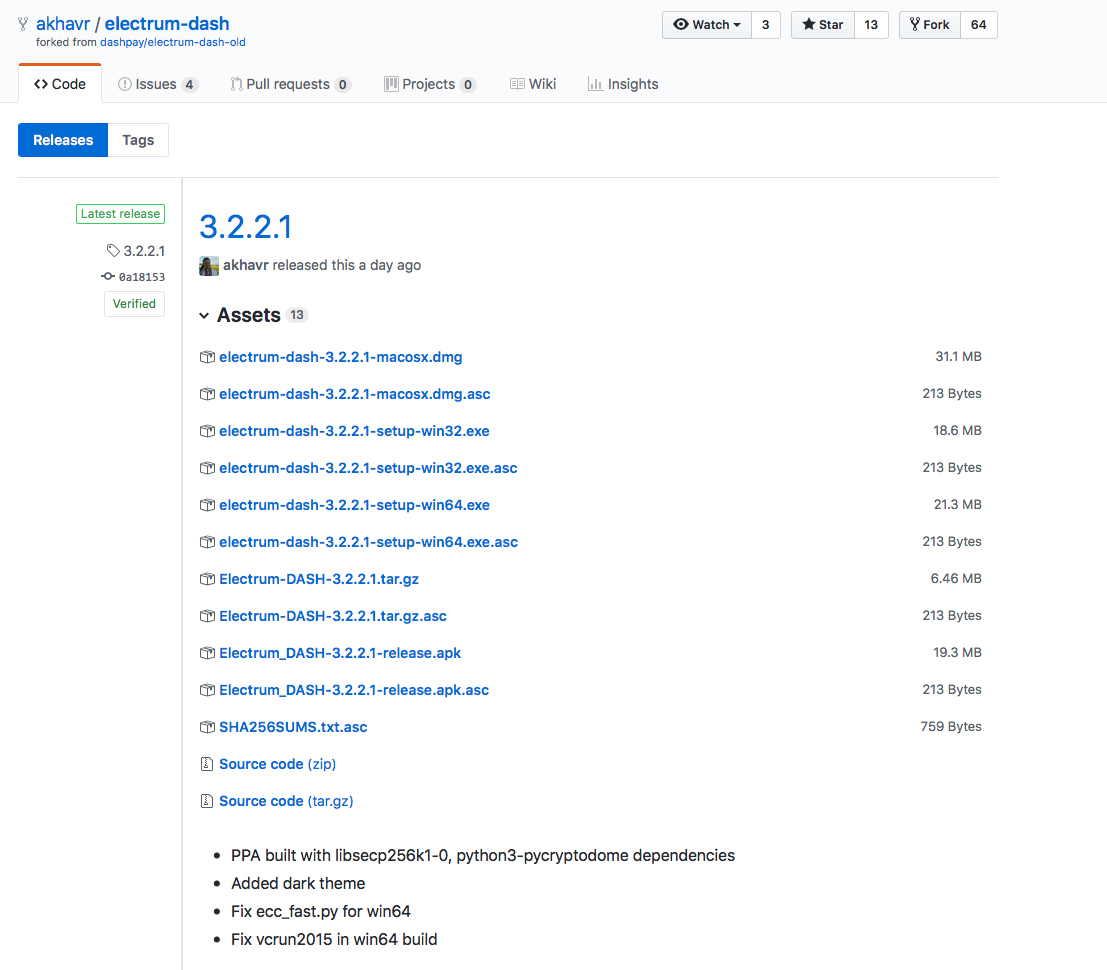 akhavr / electrum-dash
Watch 3 Star 13 Fork 64
forked from dashpay/electrum-dash-old
Code Issues 4 Pull requests 0 Projects 0 Wiki Insights
Releases Tags
Latest release
3.2.2.1
0a18153
Verified
3.2.2.1
akhavr released this a day ago
Assets 13
electrum-dash-3.2.2.1-macosx.dmg 31.1 MB
electrum-dash-3.2.2.1-macosx.dmg.asc 213 Bytes
electrum-dash-3.2.2.1-setup-win32.exe 18.6 MB
electrum-dash-3.2.2.1-setup-win32.exe.asc 213 Bytes
electrum-dash-3.2.2.1-setup-win64.exe 21.3 MB
electrum-dash-3.2.2.1-setup-win64.exe.asc 213 Bytes
Electrum-DASH-3.2.2.1.tar.gz 6.46 MB
Electrum-DASH-3.2.2.1.tar.gz.asc 213 Bytes
Electrum_DASH-3.2.2.1-release.apk 19.3 MB
Electrum_DASH-3.2.2.1-release.apk.asc 213 Bytes
SHA256SUMS.txt.asc 759 Bytes
Source code (zip)
Source code (tar.gz)
• PPA built with libsecp256k1-0, python3-pycryptodome dependencies
• Added dark theme
• Fix ecc_fast.py for win64
• Fix vcrun2015 in win64 build